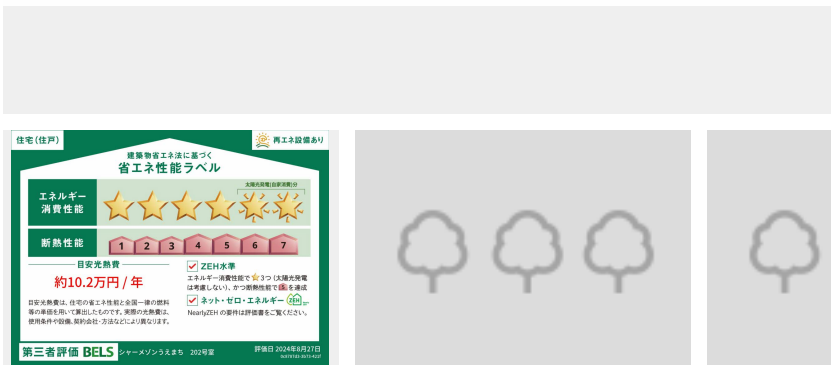 住宅(住戸)
再エネ設備あり
建築物省エネ法に基づく
省エネ性能ラベル
太陽光発電(自家消費)分
エネルギー
消費性能
断熱性能
1 2 3 4 5 6 7
目安光熱費
約10.2万円 / 年
目安光熱費は、住宅の省エネ性能と全国一律の燃料
等の単価を用いて算出したものです。実際の光熱費は、
使用条件や設備、契約会社・方法などにより異なります。
ZEH水準
エネルギー消費性能で
3つ (太陽光発電
は考慮しない)、かつ断熱性能で
5
を達成
ネット・ゼロ・エネルギー
ZEH
NearlyZEH の要件は評価書をご覧ください。
第三者評価 BELS
シャーメゾンうえまち 202号室
評価日 2024年8月27日